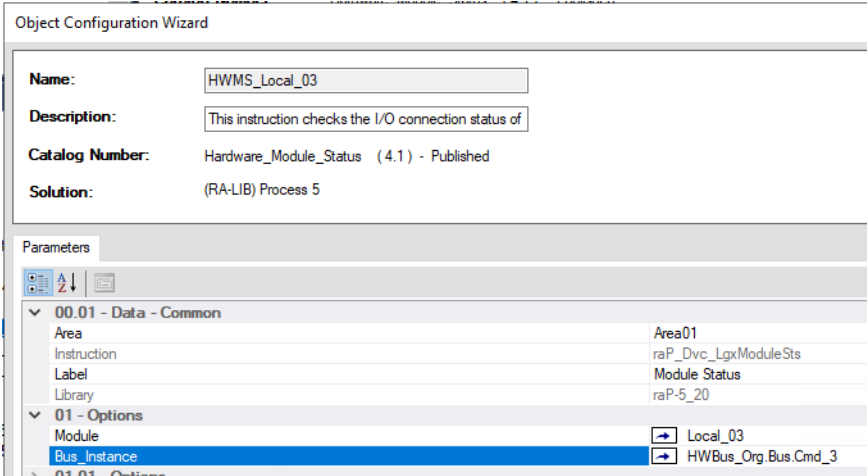 Object Configuration Wizard
Name: HWMS_Local_03
Description: This instruction checks the I/O connection status of
Catalog Number: Hardware_Module_Status ( 4.1 ) - Published
Solution: (RA-LIB) Process 5
Parameters
00.01 - Data - Common
Area Area01
Instruction raP_Dvc_LgxModuleSts
Label Module Status
Library raP-5_20
01 - Options
Module Local_03
Bus_Instance HWBus_Org.Bus.Cmd_3
01.01 - Options